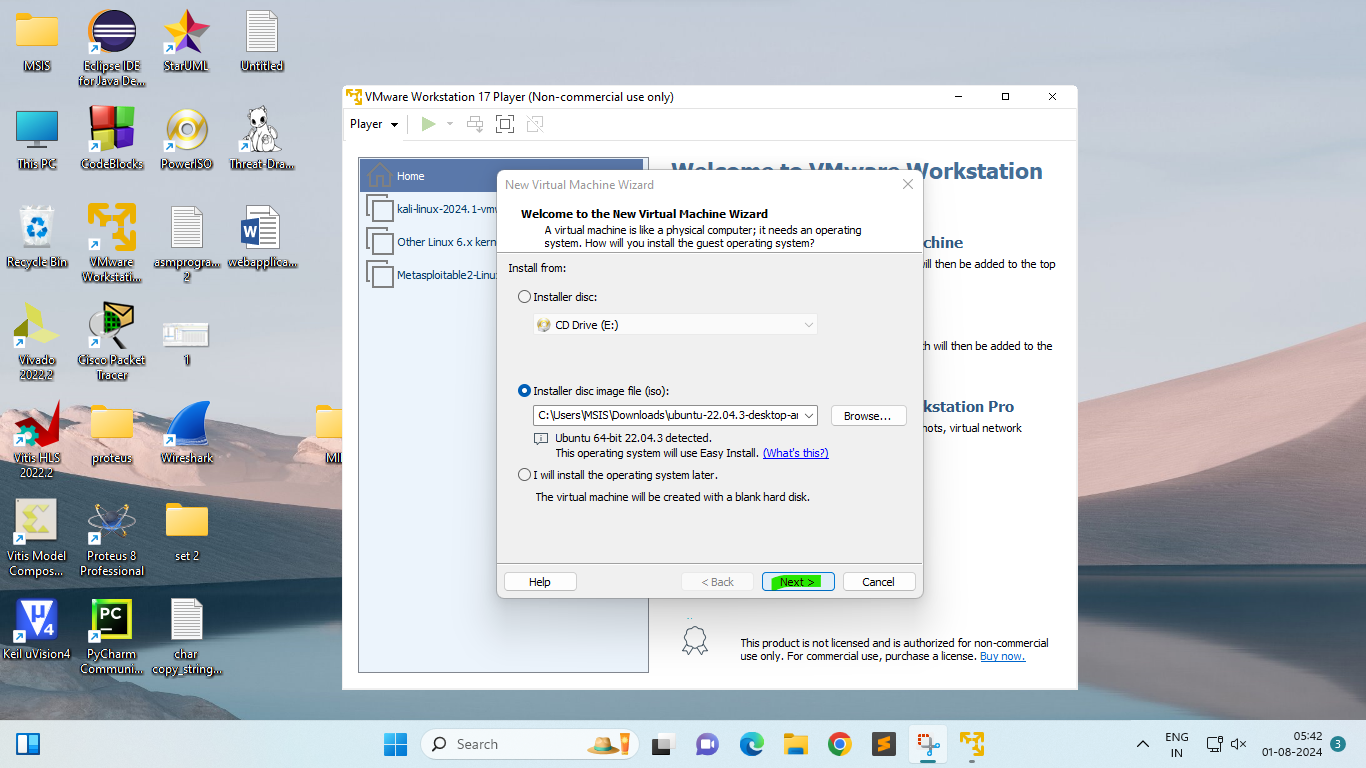 MSIS
Eclipse IDE
for Java De...
StarUML
Untitled
This PC
CodeBlocks
PowerISO
Threat-Dra...
Recycle Bin
VMware
Workstati...
asmprogra...
2
webapplica...
Vivado
2022.2
Cisco Packet
Tracer
1
Vitis HLS
2022.2
proteus
Wireshark
Vitis Model
Compos...
Proteus 8
Professional
set 2
Keil uVision4
PyCharm
Communi...
char
copy_string...
VMware Workstation 17 Player (Non-commercial use only)
Player
Home
Other Linux 6.x kern
Welcome to VMware Workstation
chine
ill then be added to the top
ch will then be added to the
kstation Pro
hots, virtual network
This product is not licensed and is authorized for non-commercial
use only. For commercial use, purchase a license. Buy now.
New Virtual Machine Wizard
Welcome to the New Virtual Machine Wizard
A virtual machine is like a physical computer; it needs an operating
system. How will you install the guest operating system?
Install from:
Installer disc:
CD Drive (E:)
Installer disc image file (iso):
C:\Users\MSIS\Downloads\ubuntu-22.04.3-desktop-a
Browse...
Ubuntu 64-bit 22.04.3 detected.
This operating system will use Easy Install. (What's this?)
I will install the operating system later.
The virtual machine will be created with a blank hard disk.
Help
< Back
Next >
Cancel
Search
ENG
IN
05:42
01-08-2024
3